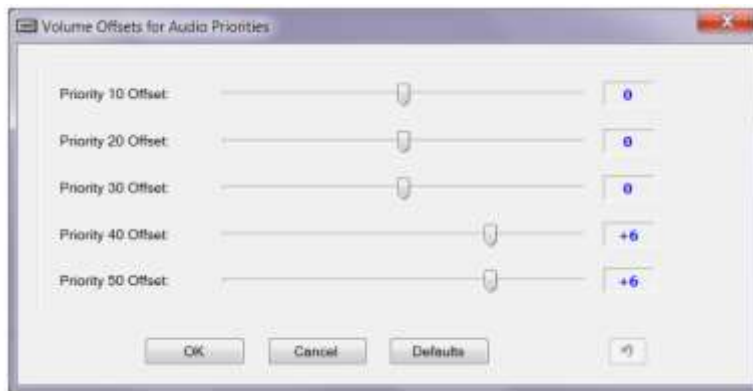 Volume Offsets for Audio Priorities
Priority 10 Offset: 0
Priority 20 Offset: 0
Priority 30 Offset: 0
Priority 40 Offset: +6
Priority 50 Offset: +6
OK Cancel Defaults